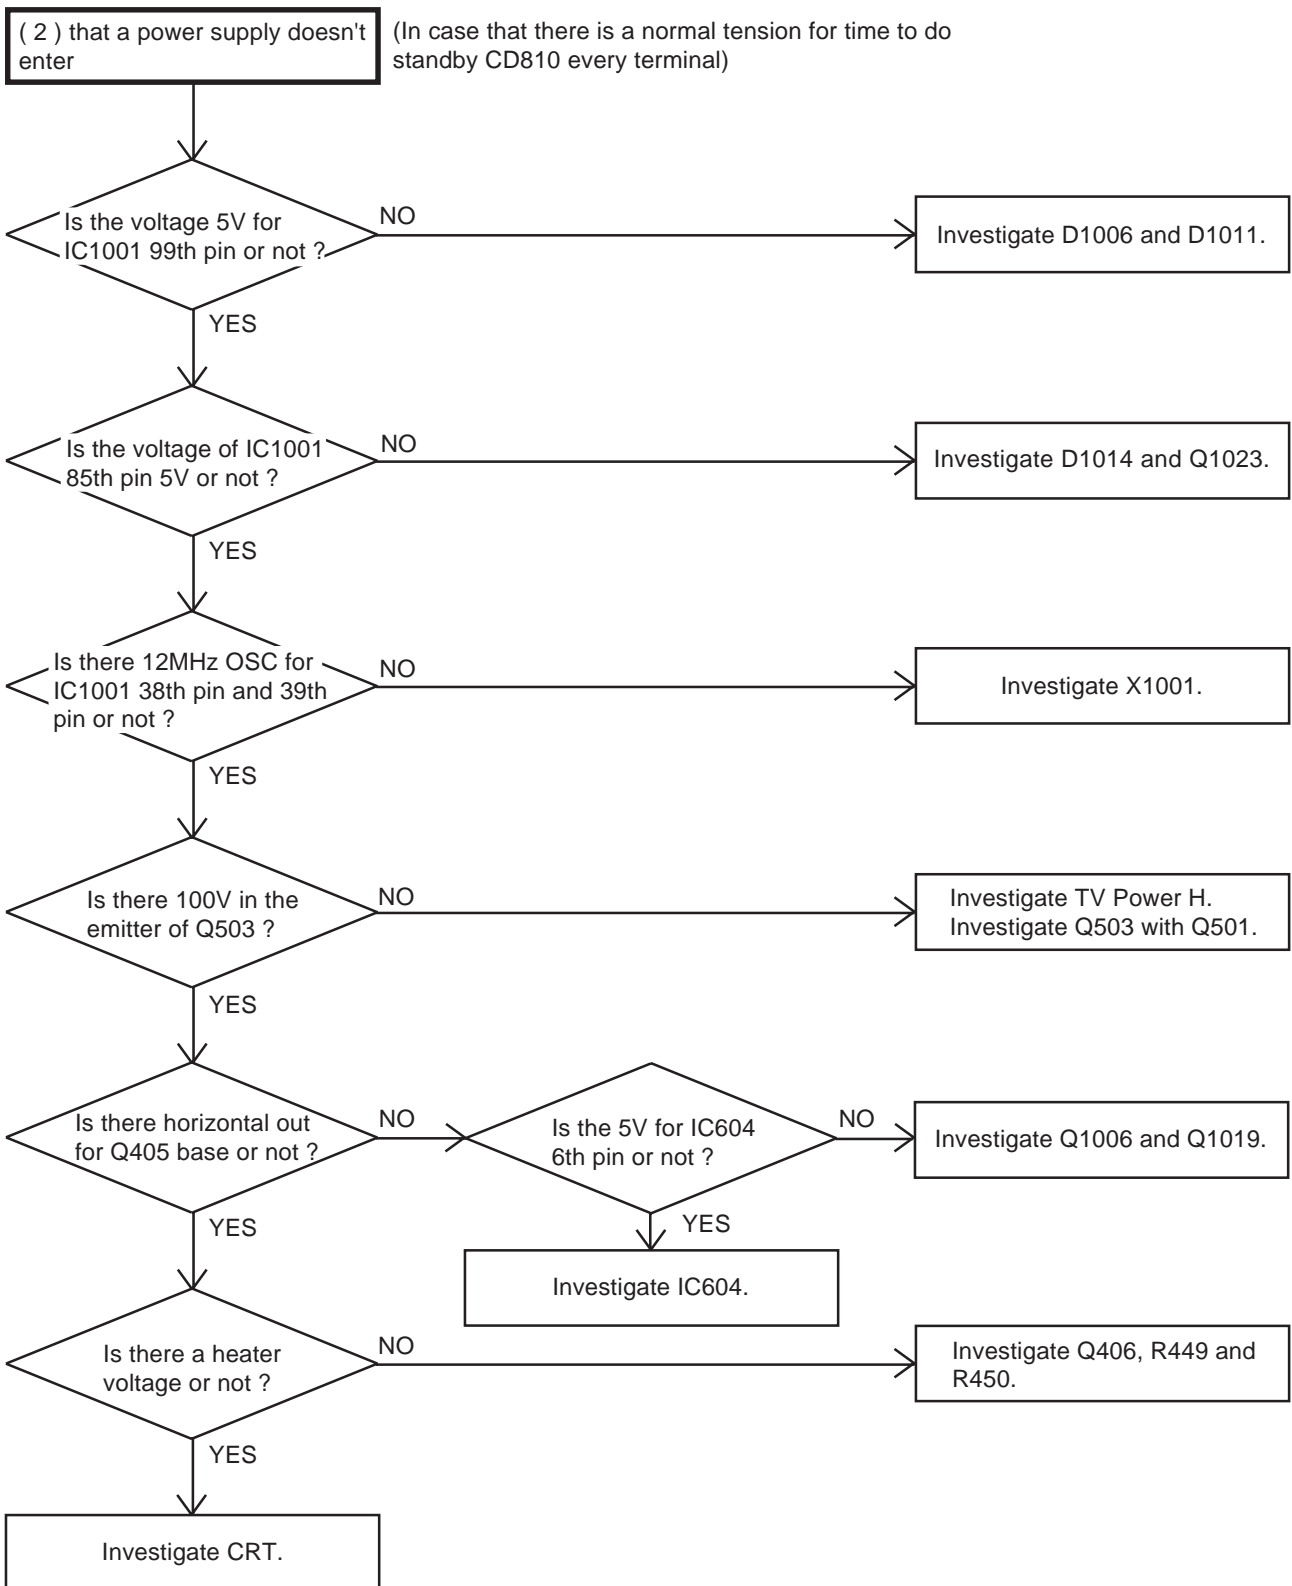 ( 2 ) that a power supply doesn't
enter
(In case that there is a normal tension for time to do
standby CD810 every terminal)
Is the voltage 5V for
IC1001 99th pin or not ?
NO
Investigate D1006 and D1011.
YES
Is the voltage of IC1001
85th pin 5V or not ?
NO
Investigate D1014 and Q1023.
YES
Is there 12MHz OSC for
IC1001 38th pin and 39th
pin or not ?
NO
Investigate X1001.
YES
Is there 100V in the
emitter of Q503 ?
NO
Investigate TV Power H.
Investigate Q503 with Q501.
YES
Is there horizontal out
for Q405 base or not ?
NO
Is the 5V for IC604
6th pin or not ?
NO
Investigate Q1006 and Q1019.
YES
Investigate IC604.
YES
Is there a heater
voltage or not ?
NO
Investigate Q406, R449 and
R450.
YES
Investigate CRT.